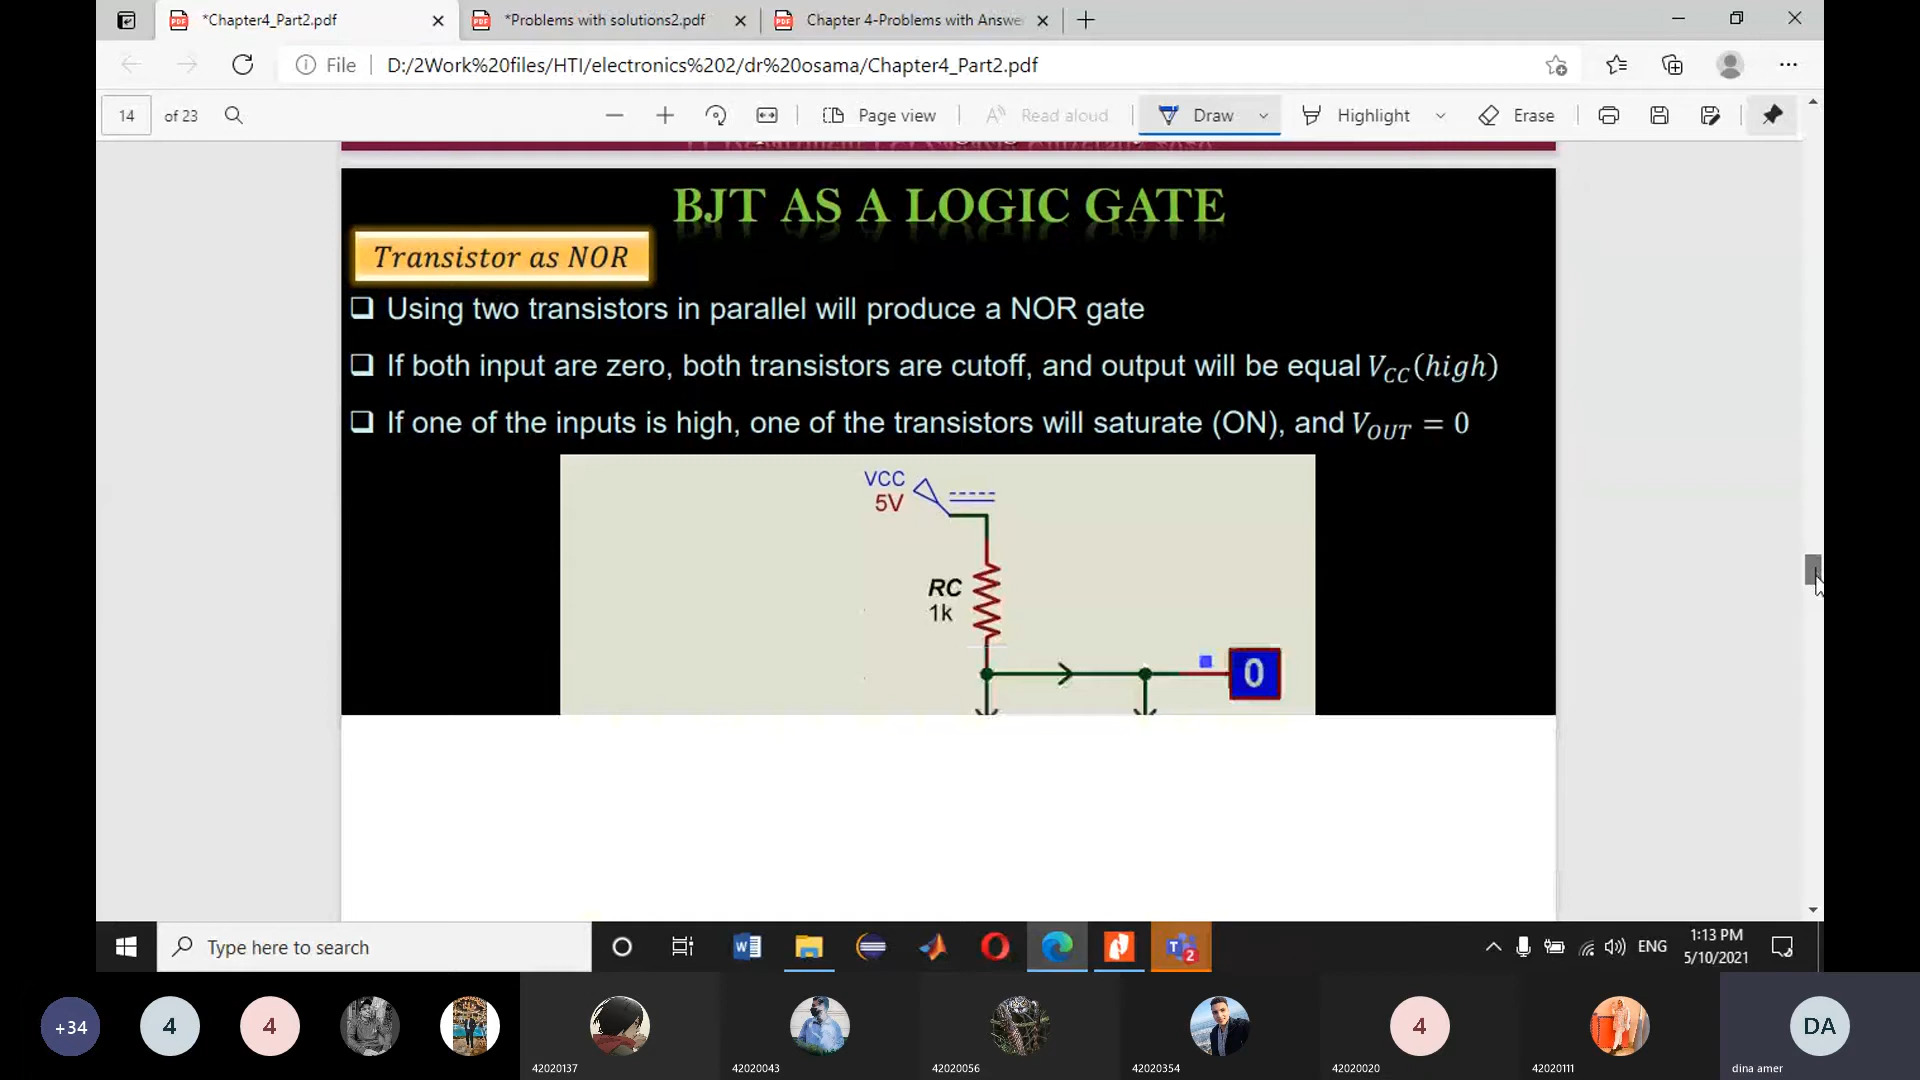 *Chapter4_Part2.pdf
*Problems with solutions2.pdf
Chapter 4-Problems with Answe
File
D:/2Work%20files/HTI/electronics%202/dr%20osama/Chapter4_Part2.pdf
14 of 23
Page view
Read aloud
Draw
Highlight
Erase
BJT AS A LOGIC GATE
Transistor as NOR
❑ Using two transistors in parallel will produce a NOR gate
❑ If both input are zero, both transistors are cutoff, and output will be equal V_CC(high)
❑ If one of the inputs is high, one of the transistors will saturate (ON), and V_OUT = 0
VCC
5V
RC
1k
0
Type here to search
2
ENG
1:13 PM
5/10/2021
+34
4
4
4
DA
42020137
42020043
42020056
42020354
42020020
42020111
dina amer